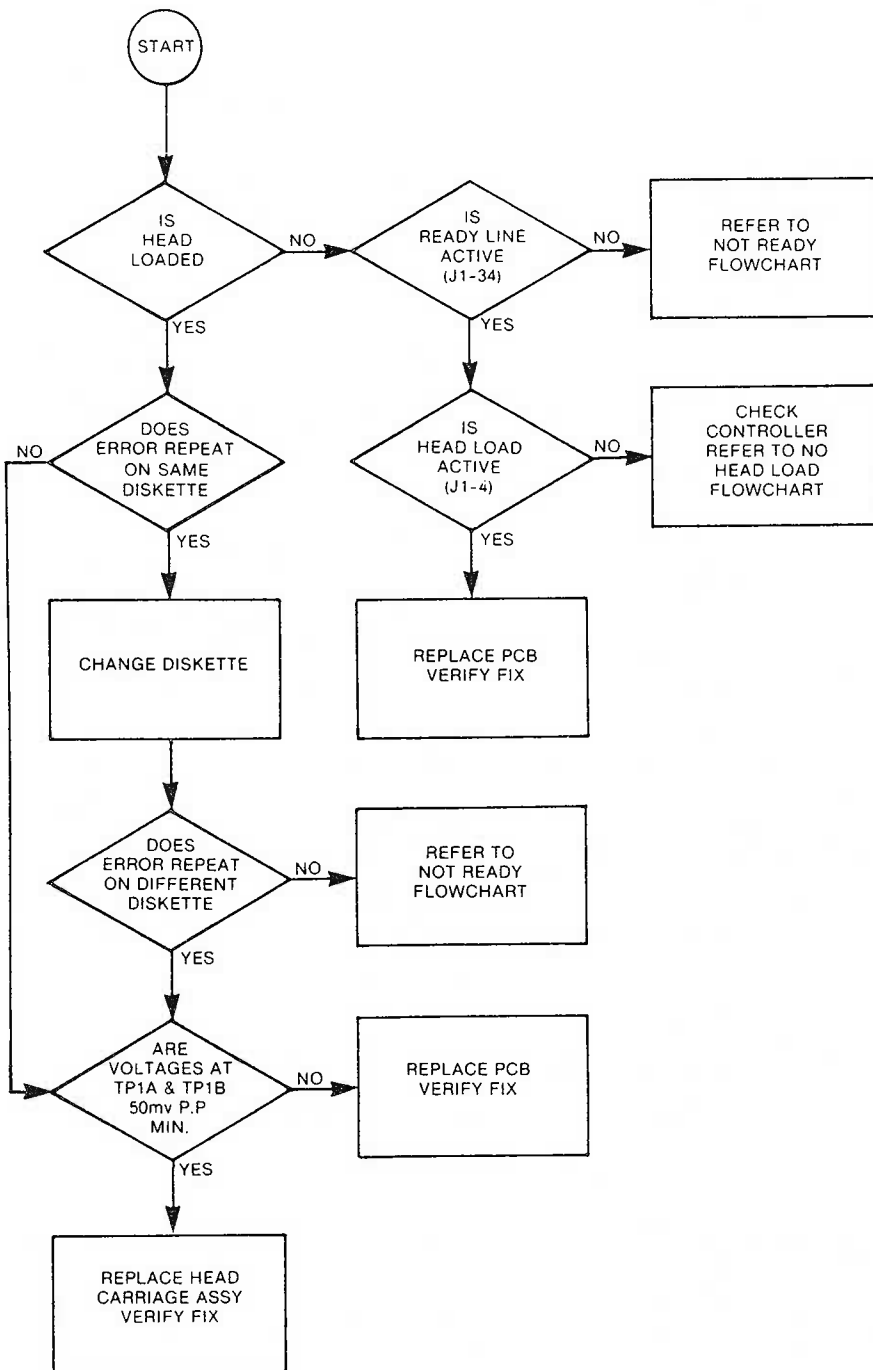 START
IS
HEAD
LOADED
NO
IS
READY LINE
ACTIVE
(J1-34)
NO
REFER TO
NOT READY
FLOWCHART
YES
YES
NO
DOES
ERROR REPEAT
ON SAME
DISKETTE
IS
HEAD LOAD
ACTIVE
(J1-4)
NO
CHECK
CONTROLLER
REFER TO NO
HEAD LOAD
FLOWCHART
YES
YES
CHANGE DISKETTE
REPLACE PCB
VERIFY FIX
DOES
ERROR REPEAT
ON DIFFERENT
DISKETTE
NO
REFER TO
NOT READY
FLOWCHART
YES
ARE
VOLTAGES AT
TP1A & TP1B
50mv P.P
MIN.
NO
REPLACE PCB
VERIFY FIX
YES
REPLACE HEAD
CARRIAGE ASSY
VERIFY FIX